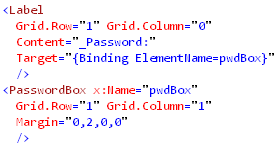 <Label
Grid.Row="1" Grid.Column="0"
Content="_Password:"
Target="{Binding ElementName=pwdBox}"
/>
<PasswordBox x:Name="pwdBox"
Grid.Row="1" Grid.Column="1"
Margin="0,2,0,0"
/>